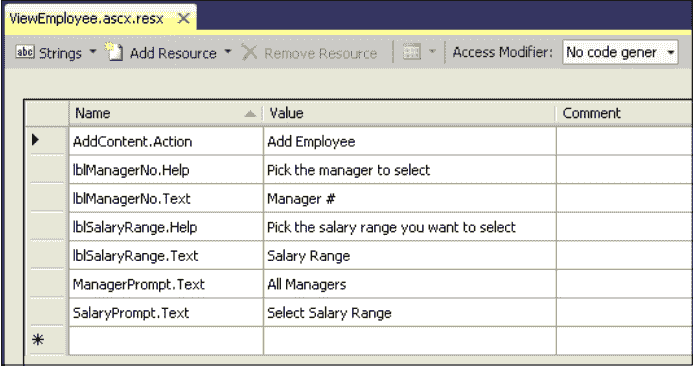 ViewEmployee.ascx.resx
abc Strings Add Resource Remove Resource Access Modifier: No code gener
Name Value Comment
AddContent.Action Add Employee
lblManagerNo.Help Pick the manager to select
lblManagerNo.Text Manager #
lblSalaryRange.Help Pick the salary range you want to select
lblSalaryRange.Text Salary Range
ManagerPrompt.Text All Managers
SalaryPrompt.Text Select Salary Range